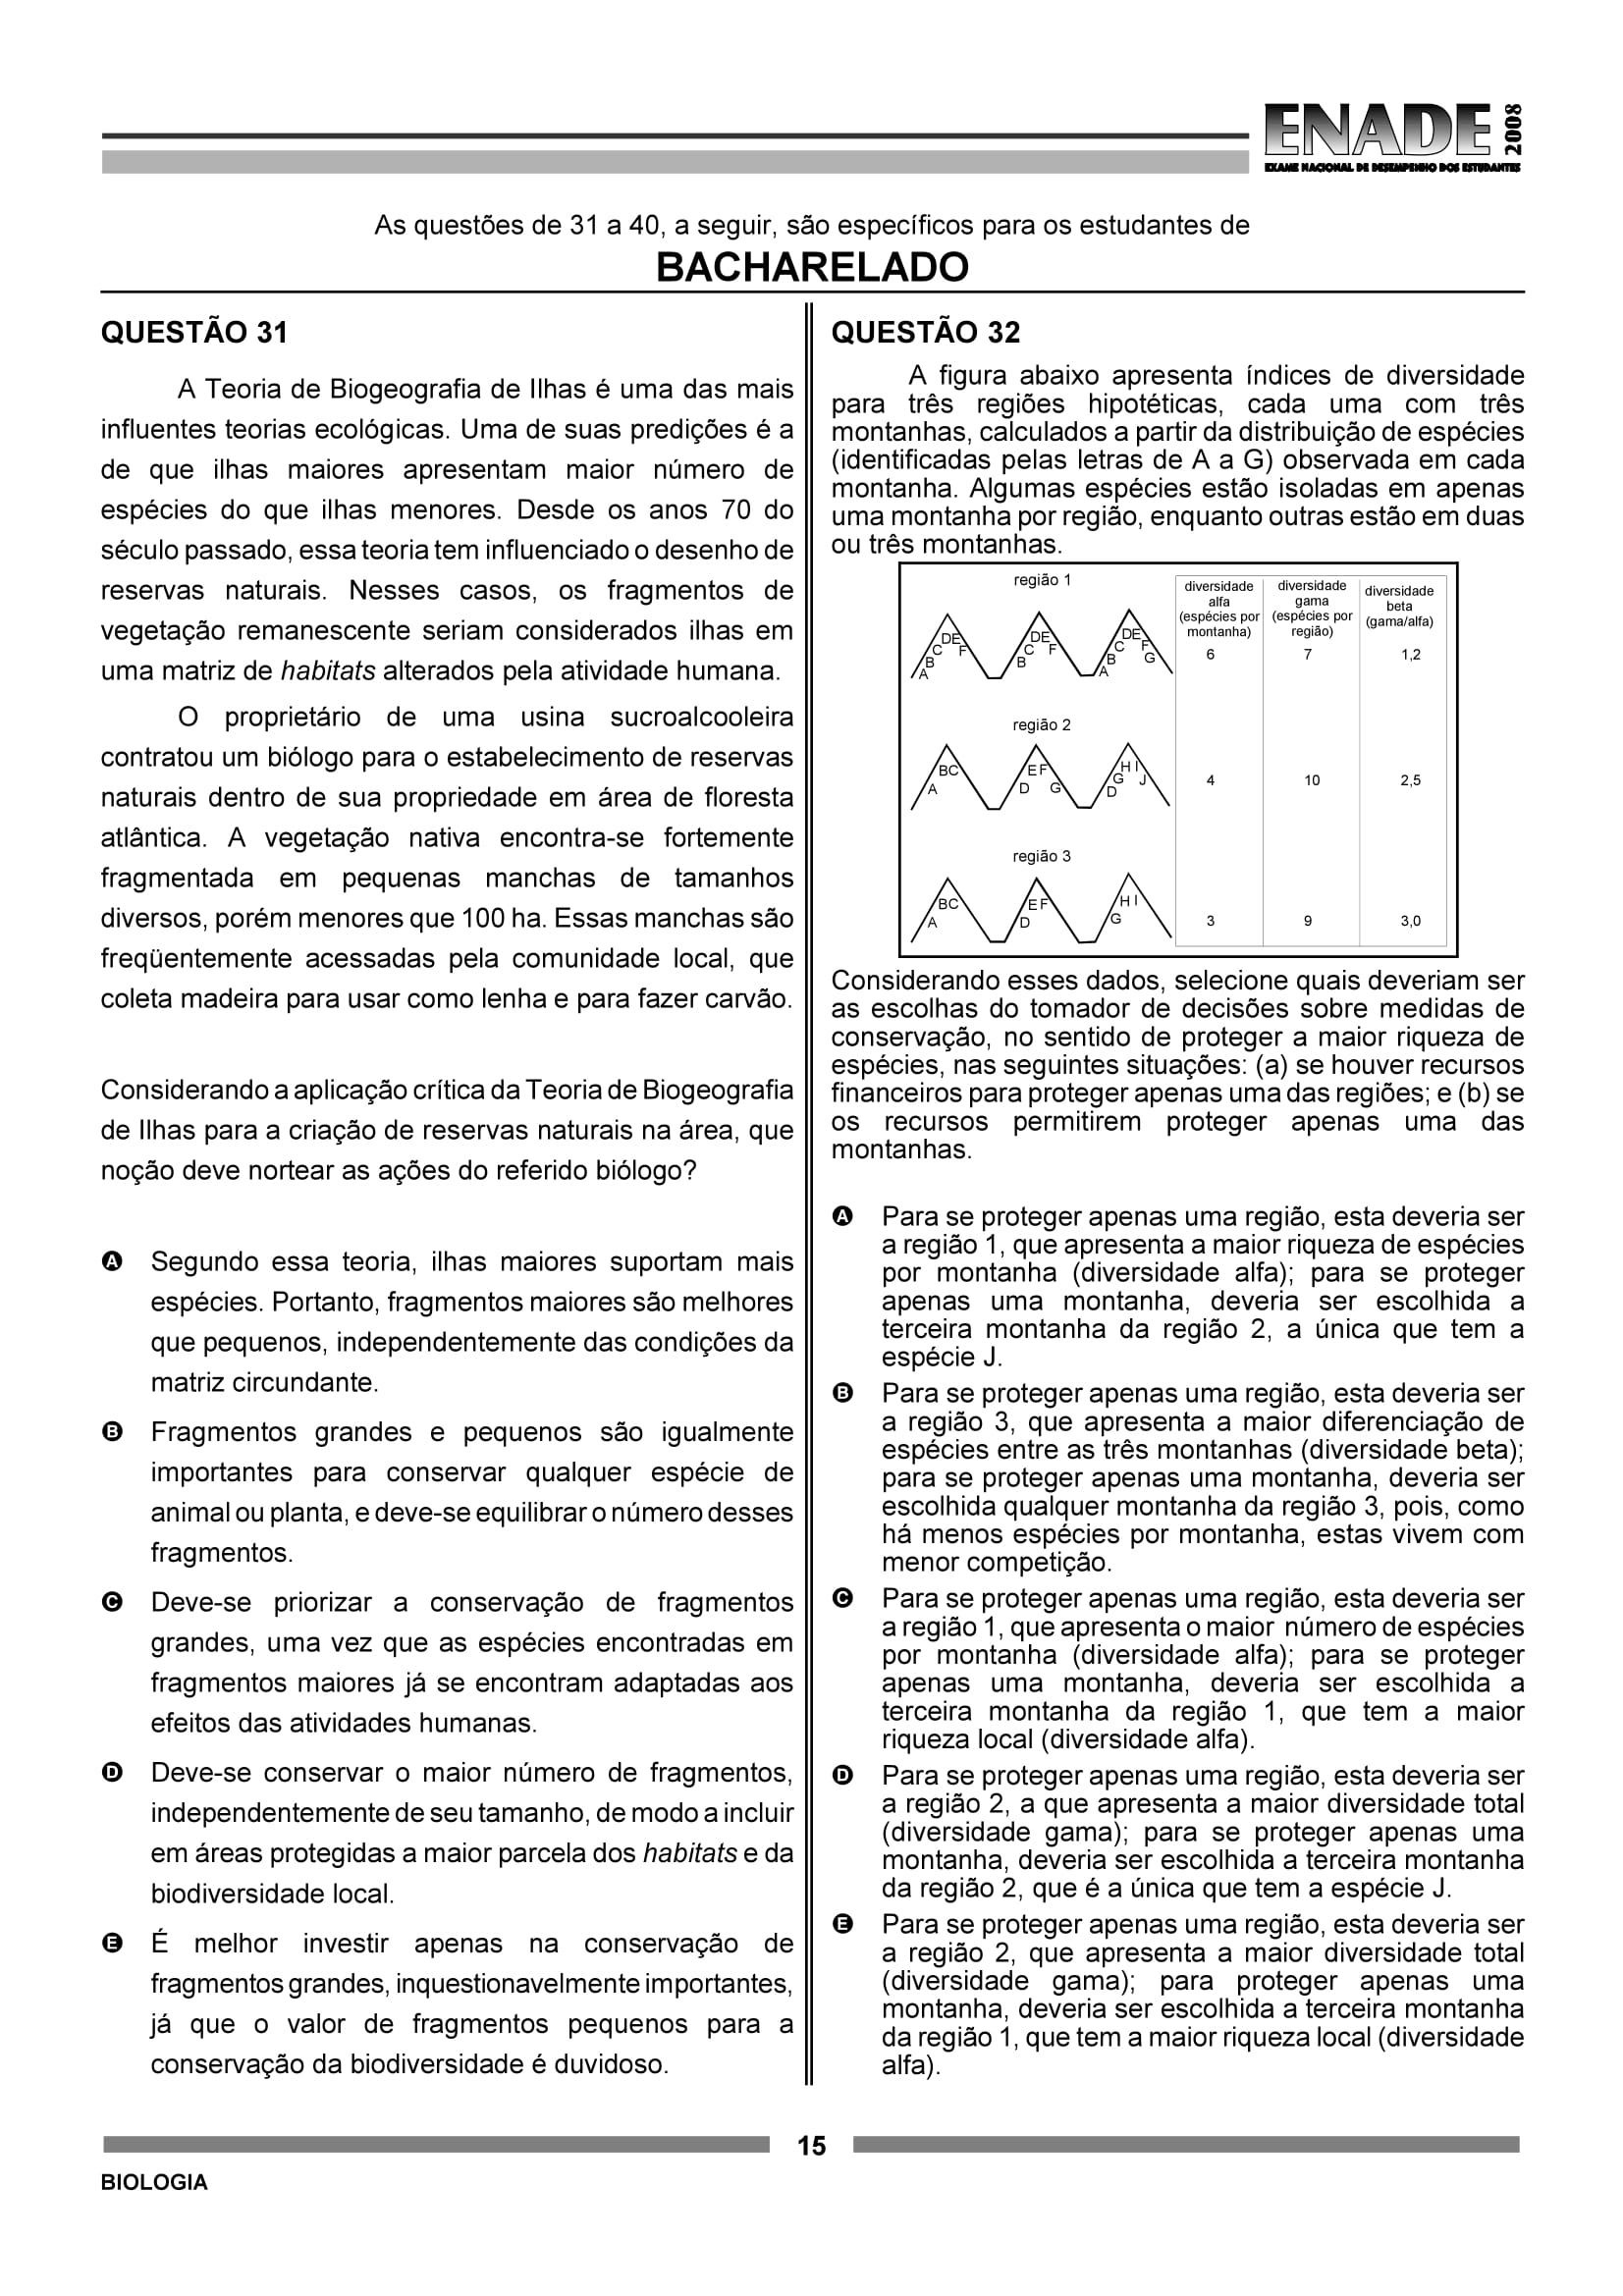 ENADE 2008
EXAME NACIONAL DE DESEMPENHO DOS ESTUDANTES
As questões de 31 a 40, a seguir, são específicos para os estudantes de
BACHARELADO
QUESTÃO 31
A Teoria de Biogeografia de Ilhas é uma das mais
influentes teorias ecológicas. Uma de suas predições é a
de que ilhas maiores apresentam maior número de
espécies do que ilhas menores. Desde os anos 70 do
século passado, essa teoria tem influenciado o desenho de
reservas naturais. Nesses casos, os fragmentos de
vegetação remanescente seriam considerados ilhas em
uma matriz de habitats alterados pela atividade humana.
O proprietário de uma usina sucroalcooleira
contratou um biólogo para o estabelecimento de reservas
naturais dentro de sua propriedade em área de floresta
atlântica. A vegetação nativa encontra-se fortemente
fragmentada em pequenas manchas de tamanhos
diversos, porém menores que 100 ha. Essas manchas são
freqüentemente acessadas pela comunidade local, que
coleta madeira para usar como lenha e para fazer carvão.
Considerando a aplicação crítica da Teoria de Biogeografia
de Ilhas para a criação de reservas naturais na área, que
noção deve nortear as ações do referido biólogo?
A Segundo essa teoria, ilhas maiores suportam mais
espécies. Portanto, fragmentos maiores são melhores
que pequenos, independentemente das condições da
matriz circundante.
B Fragmentos grandes e pequenos são igualmente
importantes para conservar qualquer espécie de
animal ou planta, e deve-se equilibrar o número desses
fragmentos.
C Deve-se priorizar a conservação de fragmentos
grandes, uma vez que as espécies encontradas em
fragmentos maiores já se encontram adaptadas aos
efeitos das atividades humanas.
D Deve-se conservar o maior número de fragmentos,
independentemente de seu tamanho, de modo a incluir
em áreas protegidas a maior parcela dos habitats e da
biodiversidade local.
E É melhor investir apenas na conservação de
fragmentos grandes, inquestionavelmente importantes,
já que o valor de fragmentos pequenos para a
conservação da biodiversidade é duvidoso.
QUESTÃO 32
A figura abaixo apresenta índices de diversidade
para três regiões hipotéticas, cada uma com três
montanhas, calculados a partir da distribuição de espécies
(identificadas pelas letras de A a G) observada em cada
montanha. Algumas espécies estão isoladas em apenas
uma montanha por região, enquanto outras estão em duas
ou três montanhas.
região 1
A B C D E F
B C D E F
A B C D E F G
diversidade
alfa
(espécies por
montanha)
diversidade
gama
(espécies por
região)
diversidade
beta
(gama/alfa)
6 7 1,2
região 2
A B C
D E F G
D G H I J
4 10 2,5
região 3
A B C
D E F
G H I
3 9 3,0
Considerando esses dados, selecione quais deveriam ser
as escolhas do tomador de decisões sobre medidas de
conservação, no sentido de proteger a maior riqueza de
espécies, nas seguintes situações: (a) se houver recursos
financeiros para proteger apenas uma das regiões; e (b) se
os recursos permitirem proteger apenas uma das
montanhas.
A Para se proteger apenas uma região, esta deveria ser
a região 1, que apresenta a maior riqueza de espécies
por montanha (diversidade alfa); para se proteger
apenas uma montanha, deveria ser escolhida a
terceira montanha da região 2, a única que tem a
espécie J.
B Para se proteger apenas uma região, esta deveria ser
a região 3, que apresenta a maior diferenciação de
espécies entre as três montanhas (diversidade beta);
para se proteger apenas uma montanha, deveria ser
escolhida qualquer montanha da região 3, pois, como
há menos espécies por montanha, estas vivem com
menor competição.
C Para se proteger apenas uma região, esta deveria ser
a região 1, que apresenta o maior número de espécies
por montanha (diversidade alfa); para se proteger
apenas uma montanha, deveria ser escolhida a
terceira montanha da região 1, que tem a maior
riqueza local (diversidade alfa).
D Para se proteger apenas uma região, esta deveria ser
a região 2, a que apresenta a maior diversidade total
(diversidade gama); para se proteger apenas uma
montanha, deveria ser escolhida a terceira montanha
da região 2, que é a única que tem a espécie J.
E Para se proteger apenas uma região, esta deveria ser
a região 2, que apresenta a maior diversidade total
(diversidade gama); para proteger apenas uma
montanha, deveria ser escolhida a terceira montanha
da região 1, que tem a maior riqueza local (diversidade
alfa).
15
BIOLOGIA